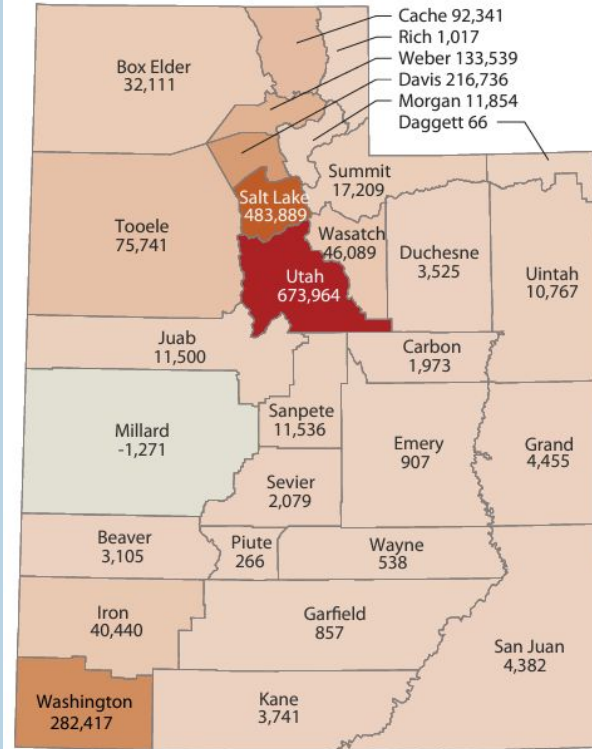 Cache 92,341
Rich 1,017
Weber 133,539
Davis 216,736
Morgan 11,854
Daggett 66
Box Elder
32,111
Summit
17,209
Salt Lake
483,889
Tooele
75,741
Wasatch
46,089
Duchesne
3,525
Uintah
10,767
Utah
673,964
Juab
11,500
Carbon
1,973
Sanpete
11,536
Millard
-1,271
Emery
907
Grand
4,455
Sevier
2,079
Beaver
3,105
Piute
266
Wayne
538
Iron
40,440
Garfield
857
San Juan
4,382
Washington
282,417
Kane
3,741